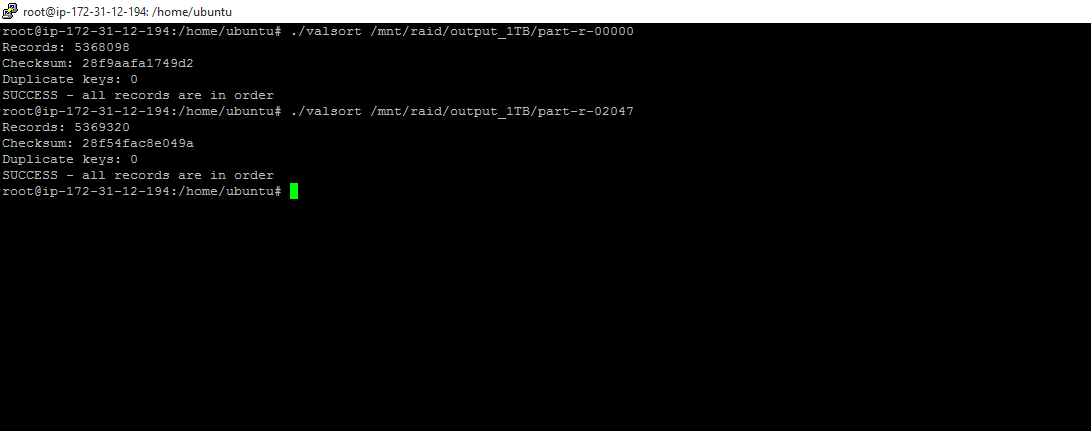 root@ip-172-31-12-194: /home/ubuntu
root@ip-172-31-12-194:/home/ubuntu# ./valsort /mnt/raid/output_1TB/part-r-00000
Records: 5368098
Checksum: 28f9aafa1749d2
Duplicate keys: 0
SUCCESS - all records are in order
root@ip-172-31-12-194:/home/ubuntu# ./valsort /mnt/raid/output_1TB/part-r-02047
Records: 5369320
Checksum: 28f54fac8e049a
Duplicate keys: 0
SUCCESS - all records are in order
root@ip-172-31-12-194:/home/ubuntu#